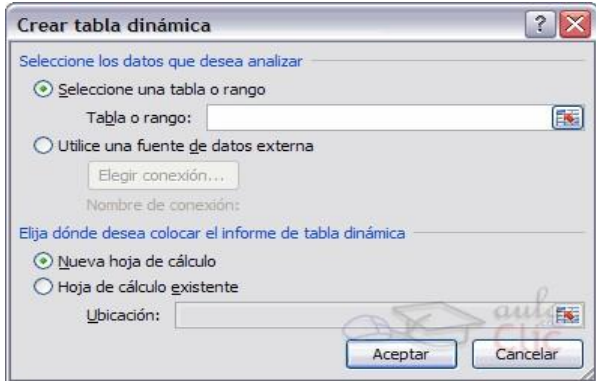 Crear tabla dinámica
Seleccione los datos que desea analizar
Seleccione una tabla o rango
Tabla o rango:
Utilice una fuente de datos externa
Elegir conexión...
Nombre de conexión:
Elija dónde desea colocar el informe de tabla dinámica
Nueva hoja de cálculo
Hoja de cálculo existente
Ubicación:
aula
Clic
Aceptar Cancelar